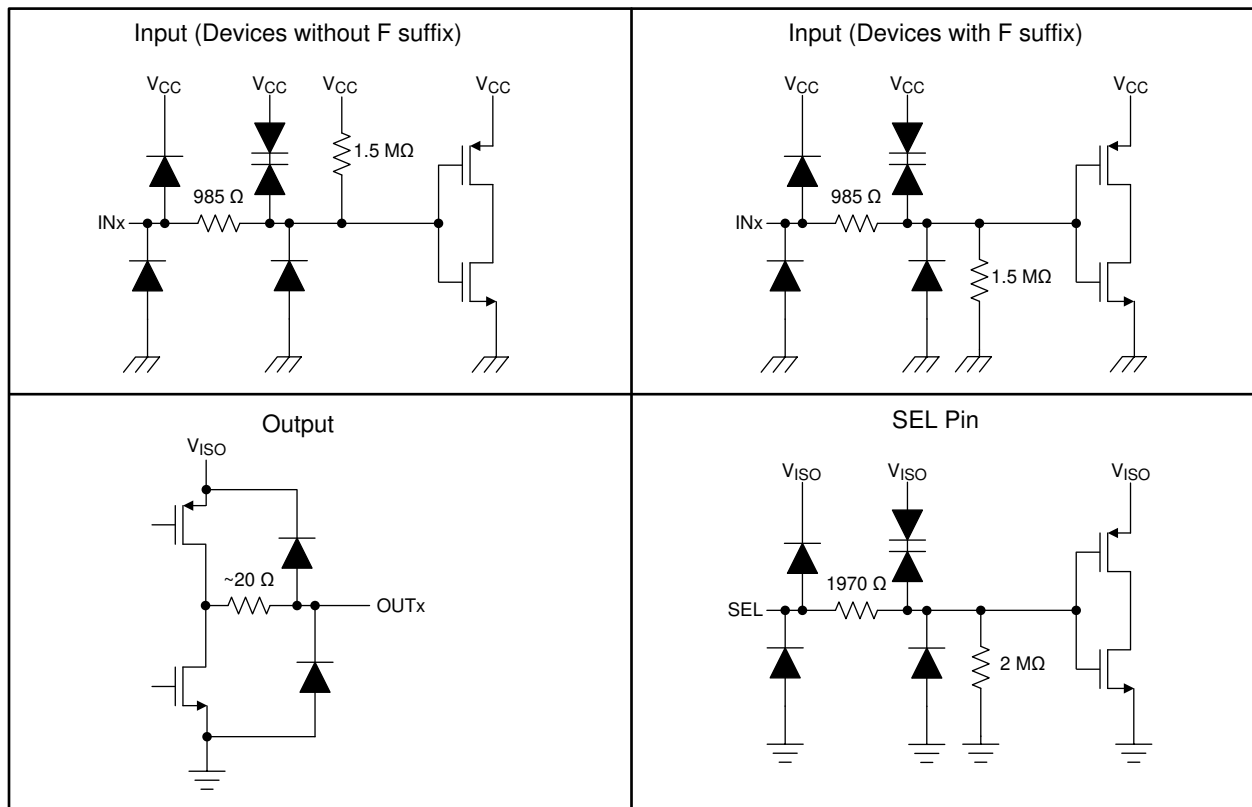 Input (Devices without F suffix)
VCC VCC VCC VCC
1.5 MΩ
985 Ω
INx
Input (Devices with F suffix)
VCC VCC VCC
985 Ω
INx
1.5 MΩ
Output
VISO
~20 Ω
OUTx
SEL Pin
VISO VISO VISO
1970 Ω
SEL
2 MΩ